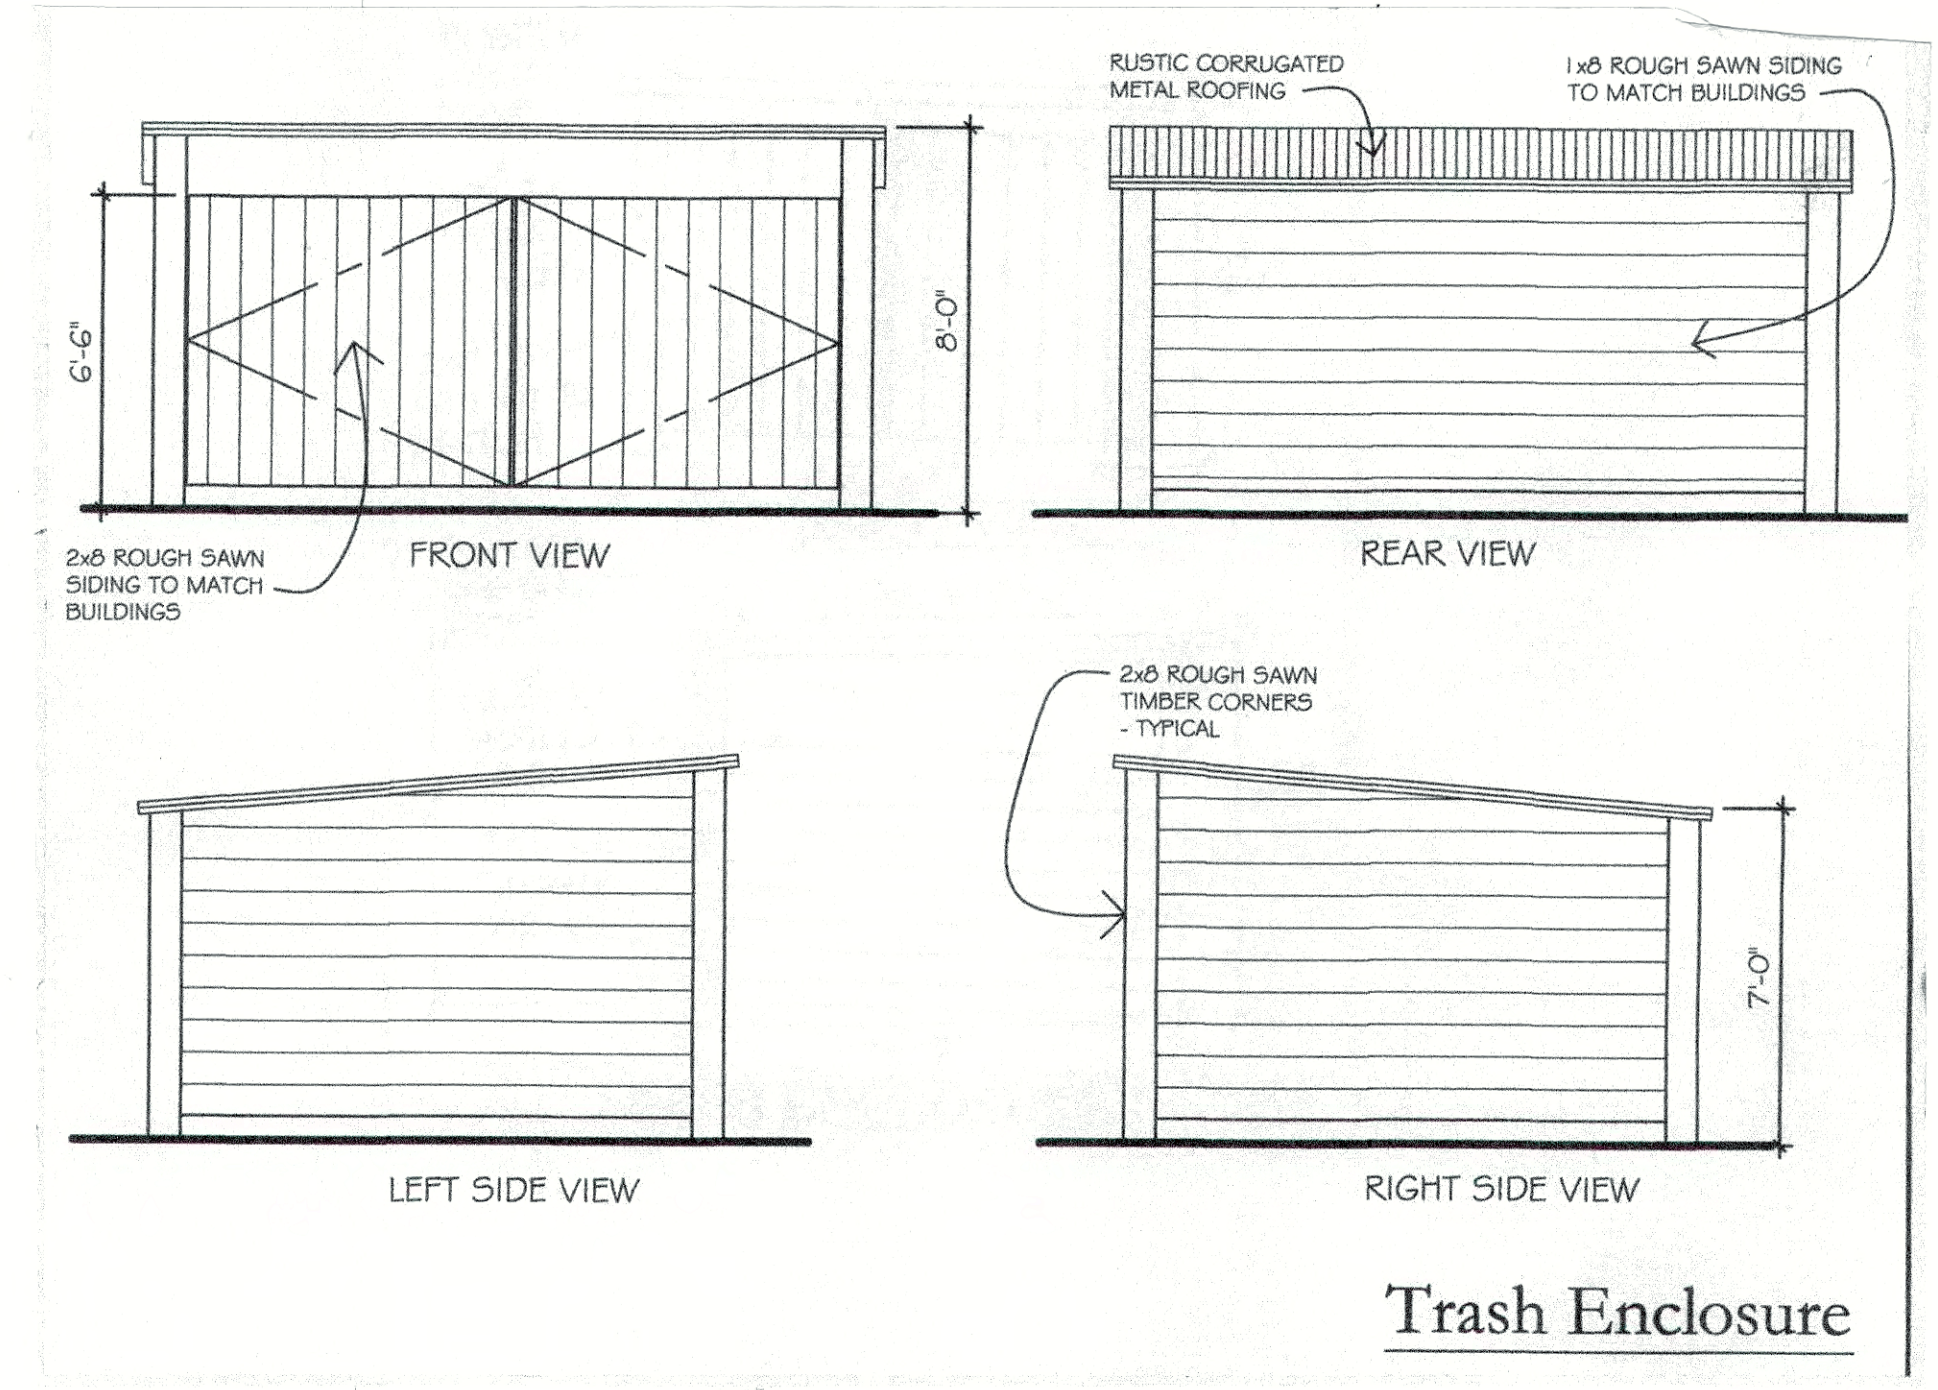 RUSTIC CORRUGATED
METAL ROOFING
1x8 ROUGH SAWN SIDING
TO MATCH BUILDINGS
6'-6"
8'-0"
2x8 ROUGH SAWN
SIDING TO MATCH
BUILDINGS
FRONT VIEW
REAR VIEW
2x8 ROUGH SAWN
TIMBER CORNERS
- TYPICAL
7'-0"
LEFT SIDE VIEW
RIGHT SIDE VIEW
Trash Enclosure